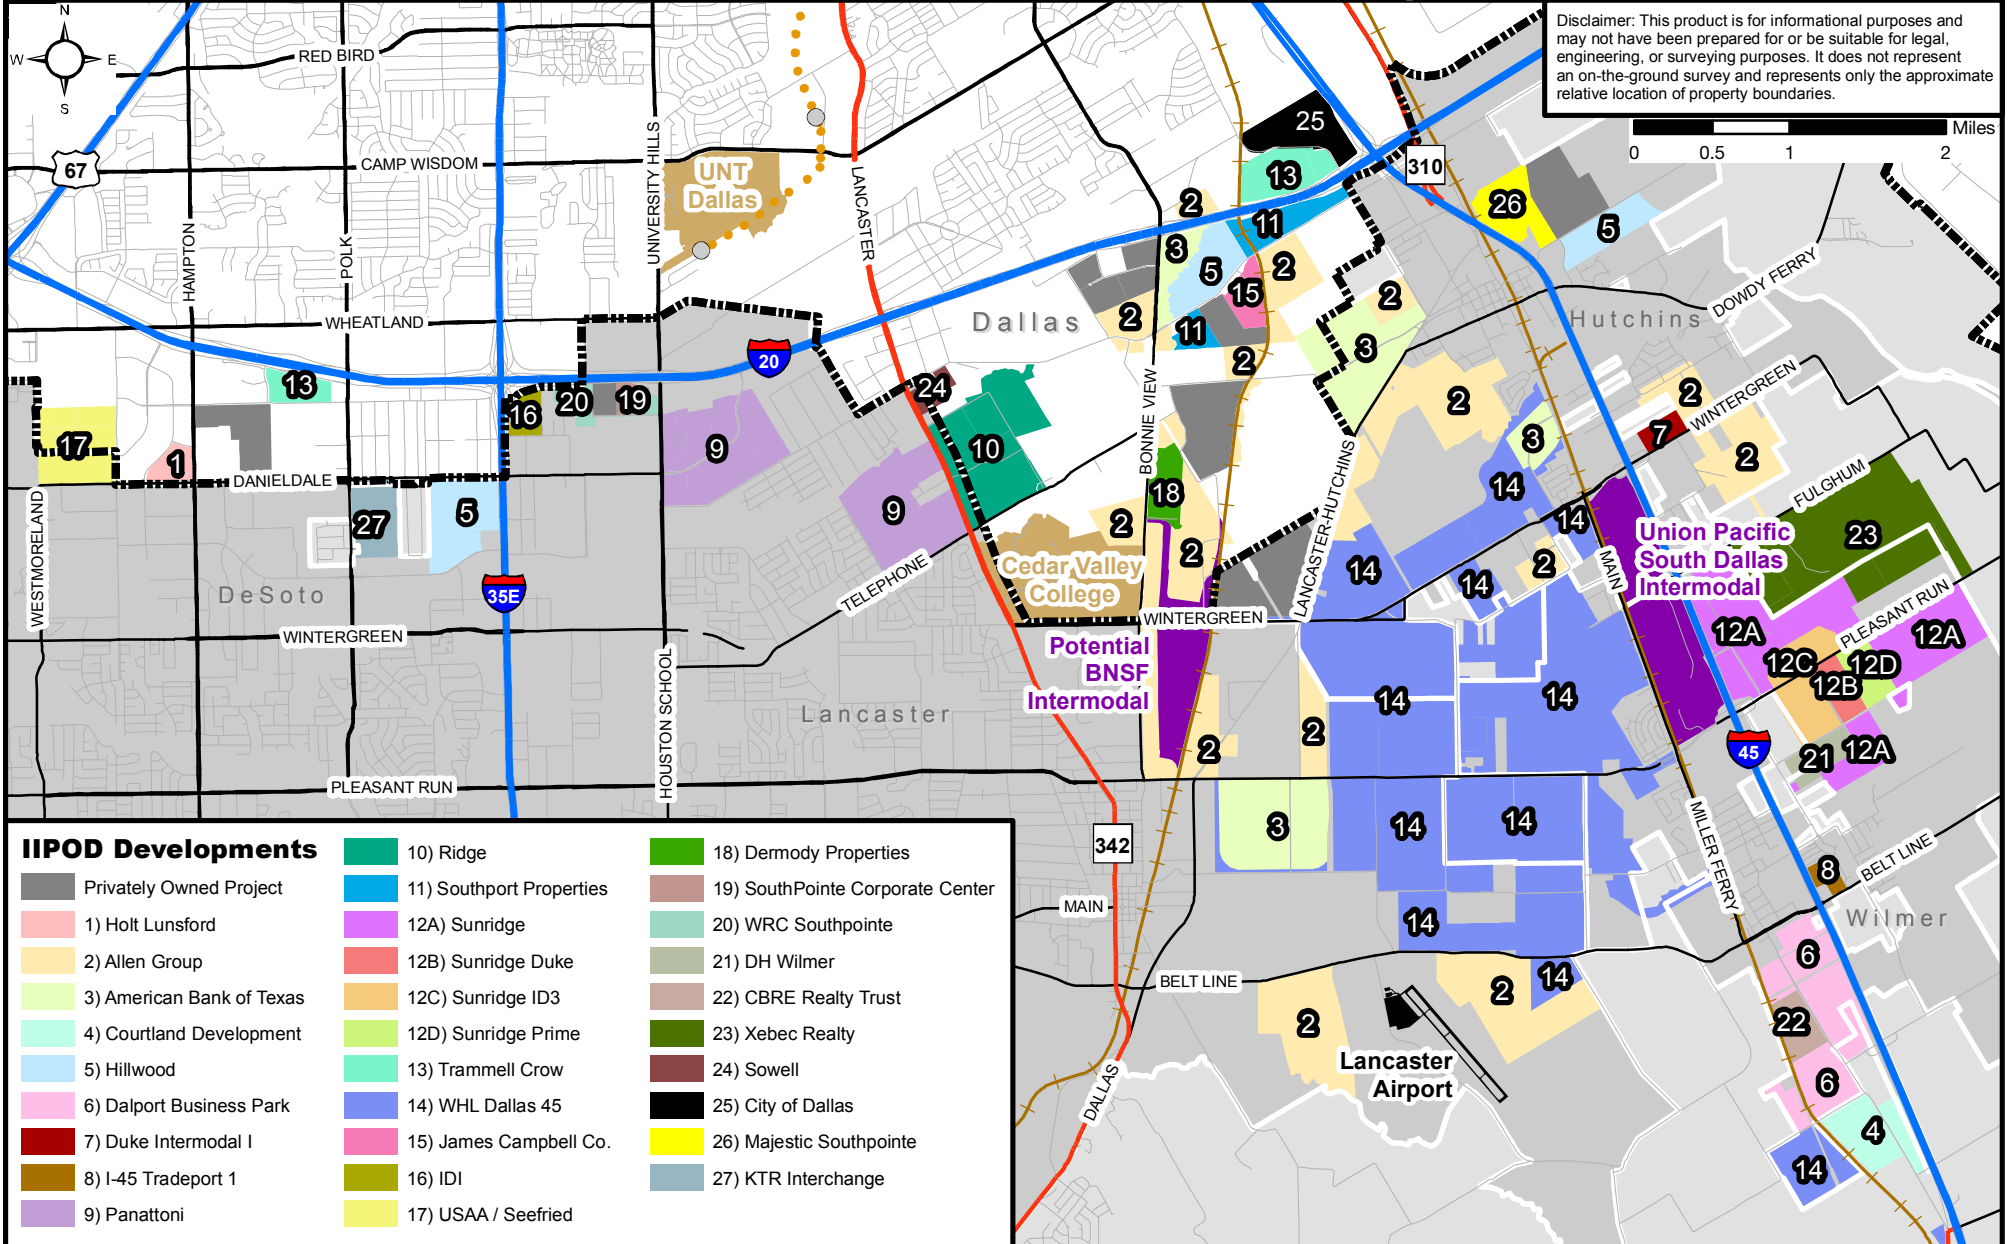 N
W
E
S
Disclaimer: This product is for informational purposes and
may not have been prepared for or be suitable for legal,
engineering, or surveying purposes. It does not represent
an on-the-ground survey and represents only the approximate
relative location of property boundaries.
Miles
0 0.5 1 2
RED BIRD
67
CAMP WISDOM
HAMPTON
POLK
UNIVERSITY HILLS
UNT
Dallas
LANCASTER
25
13
310
2
11
3
5
2
15
26
5
2
11
2
2
3
DOWDY FERRY
Hutchins
Dallas
WHEATLAND
20
13
24
16
20
19
17
1
9
10
9
BONNIE VIEW
18
2
2
2
3
14
7
2
WINTERGREEN
2
FULGHUM
23
DANIELDALE
27
5
WESTMORELAND
35E
DeSoto
WINTERGREEN
TELEPHONE
Cedar Valley
College
WINTERGREEN
LANCASTER-HUTCHINS
14
14
2
14
MAIN
Union Pacific
South Dallas
Intermodal
PLEASANT RUN
12A
12A
12C
12D
12B
21
12A
45
Potential
BNSF
Intermodal
HOUSTON SCHOOL
Lancaster
2
2
14
14
PLEASANT RUN
3
14
14
14
342
MAIN
BELT LINE
MILLER FERRY
8
BELT LINE
Wilmer
6
22
6
4
14
2
2
14
Lancaster
Airport
DALLAS
IIPOD Developments
Privately Owned Project
1) Holt Lunsford
2) Allen Group
3) American Bank of Texas
4) Courtland Development
5) Hillwood
6) Dalport Business Park
7) Duke Intermodal I
8) I-45 Tradeport 1
9) Panattoni
10) Ridge
11) Southport Properties
12A) Sunridge
12B) Sunridge Duke
12C) Sunridge ID3
12D) Sunridge Prime
13) Trammell Crow
14) WHL Dallas 45
15) James Campbell Co.
16) IDI
17) USAA / Seefried
18) Dermody Properties
19) SouthPointe Corporate Center
20) WRC Southpointe
21) DH Wilmer
22) CBRE Realty Trust
23) Xebec Realty
24) Sowell
25) City of Dallas
26) Majestic Southpointe
27) KTR Interchange